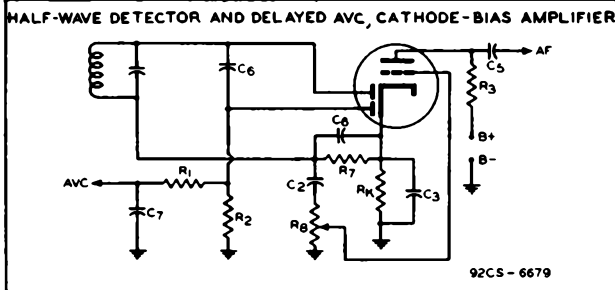 HALF-WAVE DETECTOR AND DELAYED AVC, CATHODE-BIAS AMPLIFIER
C6
C5
AF
R3
C8
B+
B-
R1
R7
AVC
C2
RK
C3
C7
R2
R8
92CS-6679